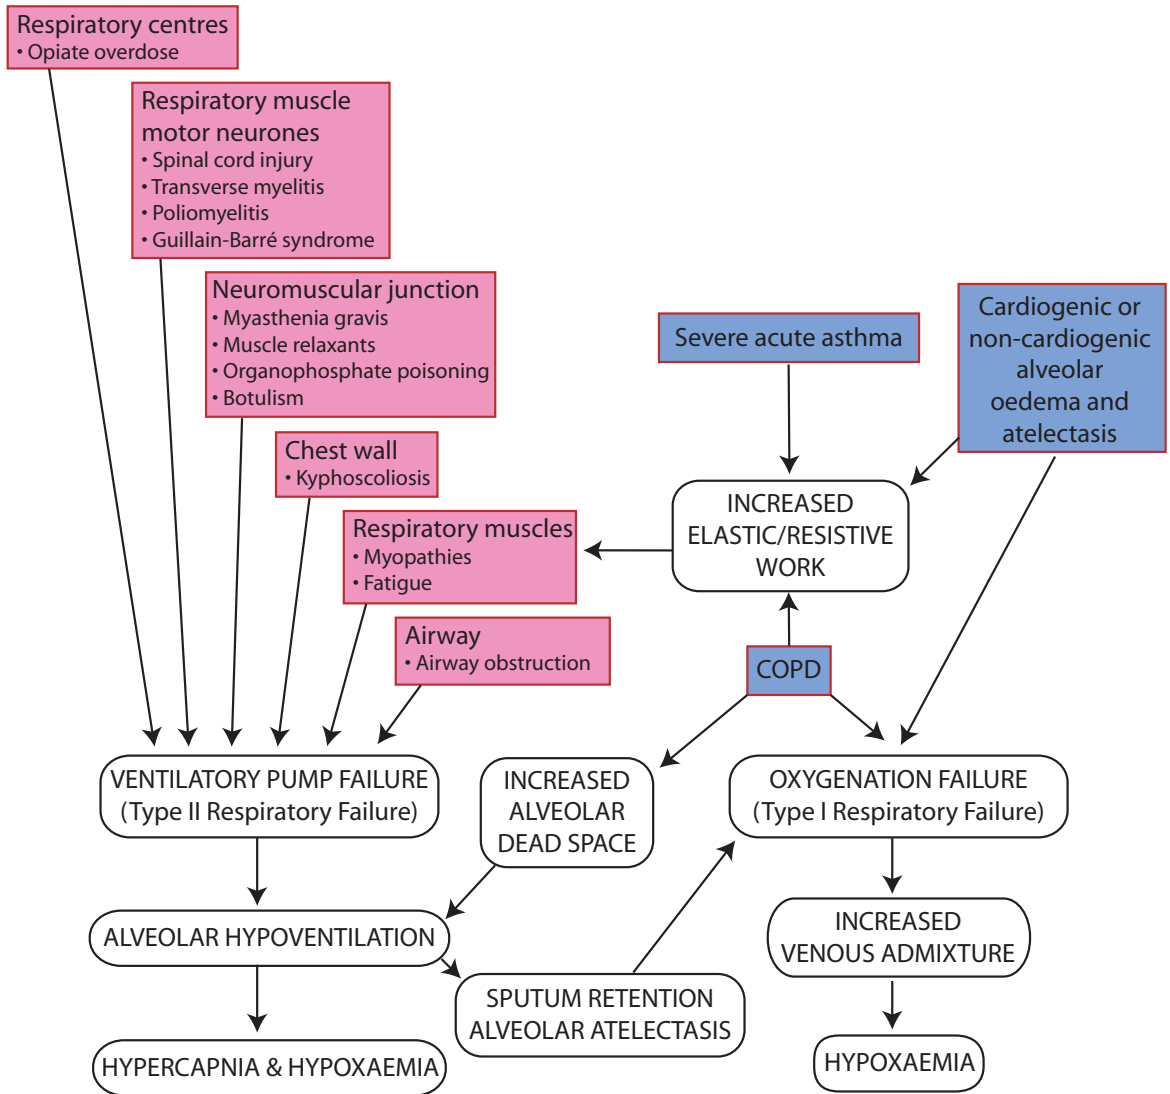 Respiratory centres
• Opiate overdose
Respiratory muscle
motor neurones
• Spinal cord injury
• Transverse myelitis
• Poliomyelitis
• Guillain-Barré syndrome
Neuromuscular junction
• Myasthenia gravis
• Muscle relaxants
• Organophosphate poisoning
• Botulism
Chest wall
• Kyphoscoliosis
Respiratory muscles
• Myopathies
• Fatigue
Airway
• Airway obstruction
Severe acute asthma
Cardiogenic or
non-cardiogenic
alveolar
oedema and
atelectasis
INCREASED
ELASTIC/RESISTIVE
WORK
COPD
VENTILATORY PUMP FAILURE
(Type II Respiratory Failure)
INCREASED
ALVEOLAR
DEAD SPACE
OXYGENATION FAILURE
(Type I Respiratory Failure)
ALVEOLAR HYPOVENTILATION
INCREASED
VENOUS ADMIXTURE
SPUTUM RETENTION
ALVEOLAR ATELECTASIS
HYPERCAPNIA & HYPOXAEMIA
HYPOXAEMIA